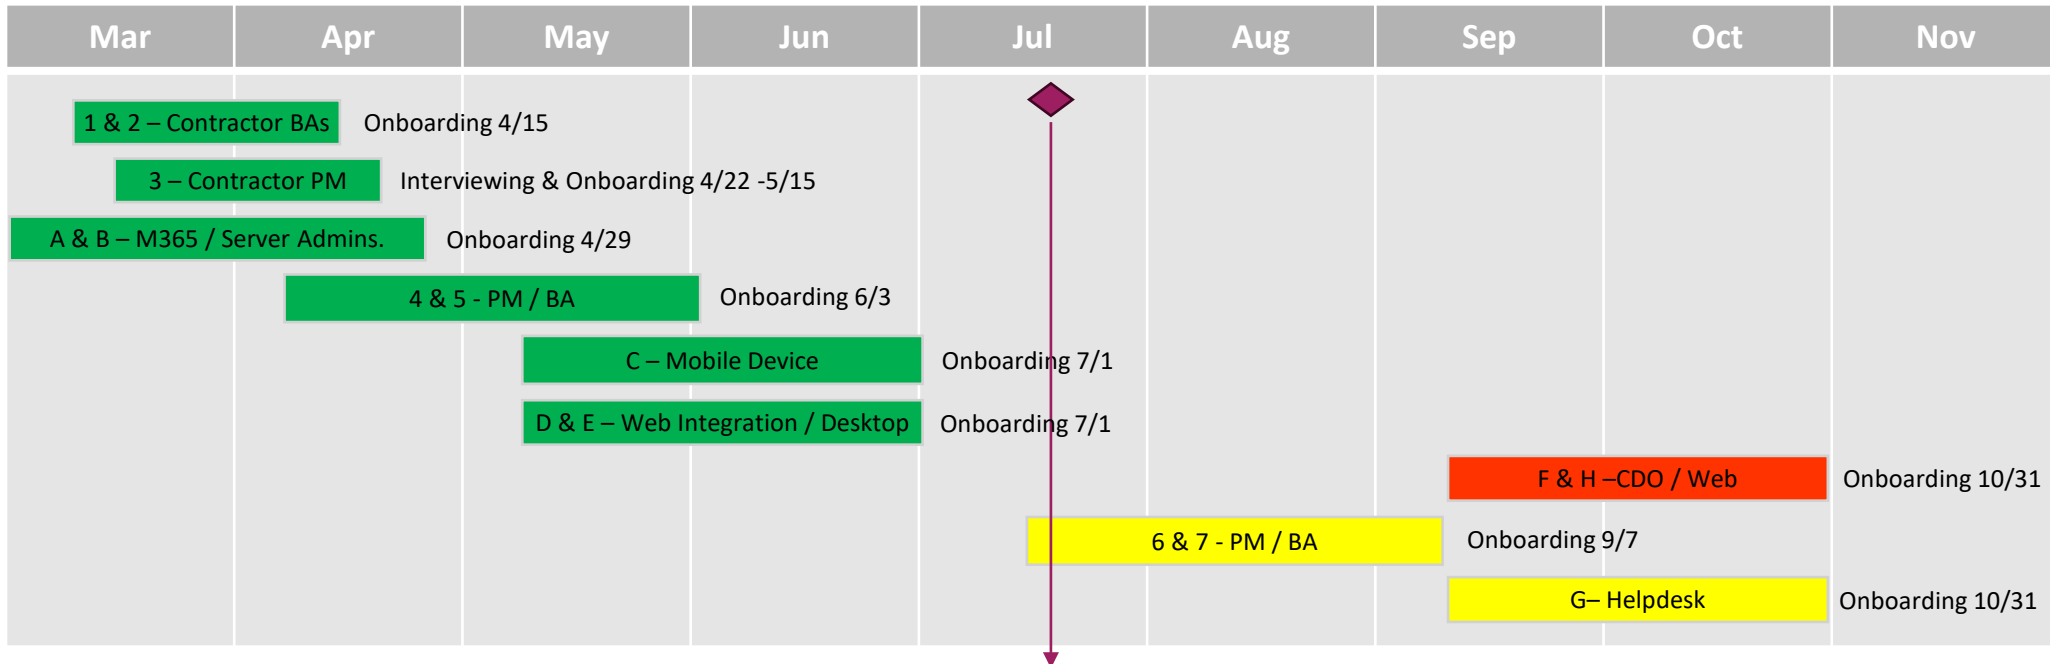 Mar Apr May Jun Jul Aug Sep Oct Nov
1 & 2 – Contractor BAs Onboarding 4/15
3 – Contractor PM Interviewing & Onboarding 4/22 -5/15
A & B – M365 / Server Admins. Onboarding 4/29
4 & 5 - PM / BA Onboarding 6/3
C – Mobile Device Onboarding 7/1
D & E – Web Integration / Desktop Onboarding 7/1
F & H –CDO / Web Onboarding 10/31
6 & 7 - PM / BA Onboarding 9/7
G– Helpdesk Onboarding 10/31